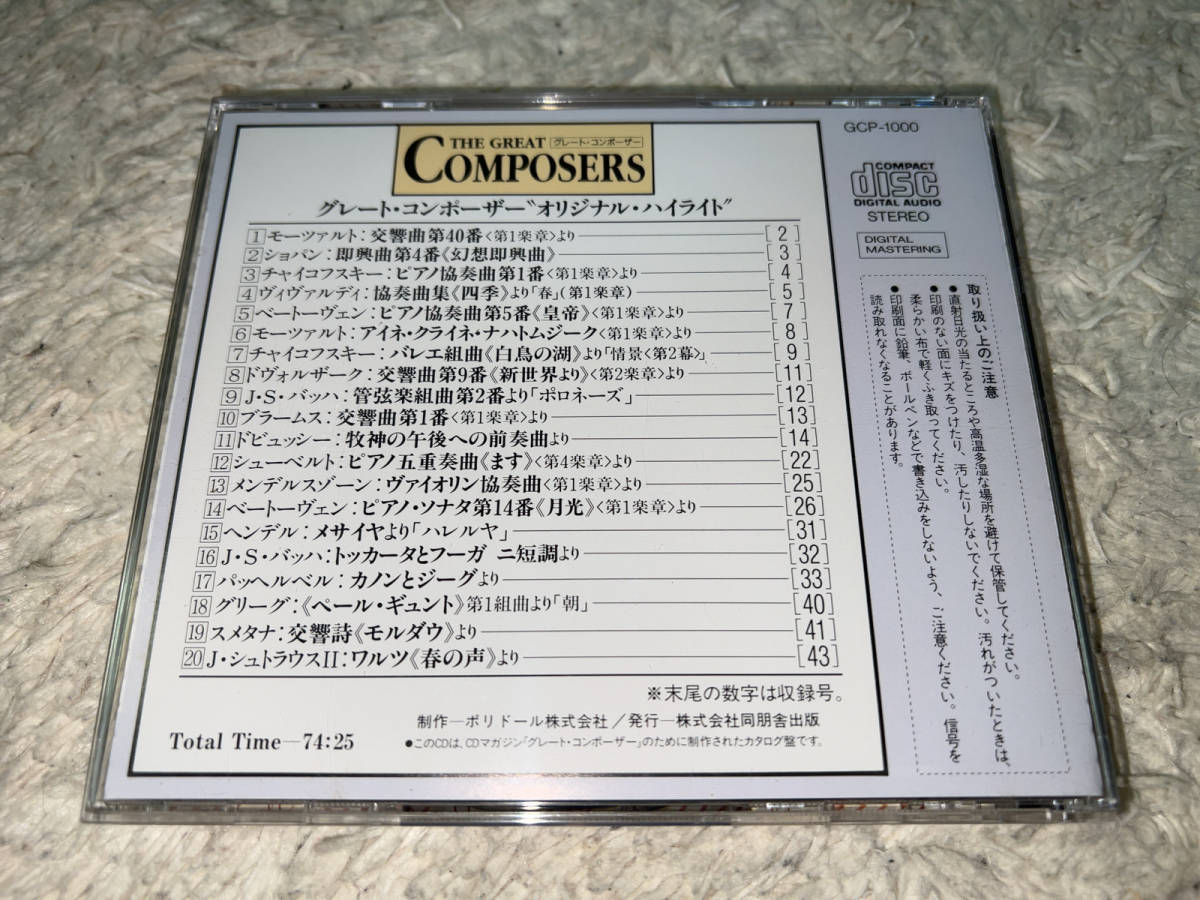 THE GREAT グレート・コンポーザー
COMPOSERS
グレート・コンポーザー"オリジナル・ハイライト"
1 モーツァルト：交響曲第40番〈第1楽章〉より [2]
2 ショパン：即興曲第4番《幻想即興曲》 [3]
3 チャイコフスキー：ピアノ協奏曲第1番〈第1楽章〉より [4]
4 ヴィヴァルディ：協奏曲集《四季》より「春」(第1楽章) [5]
5 ベートーヴェン：ピアノ協奏曲第5番《皇帝》〈第1楽章〉より [7]
6 モーツァルト：アイネ・クライネ・ナハトムジーク〈第1楽章〉より [8]
7 チャイコフスキー：バレエ組曲《白鳥の湖》より「情景〈第2幕〉」 [9]
8 ドヴォルザーク：交響曲第9番《新世界より》〈第2楽章〉より [11]
9 J・S・バッハ：管弦楽組曲第2番より「ポロネーズ」 [12]
10 ブラームス：交響曲第1番〈第1楽章〉より [13]
11 ドビュッシー：牧神の午後への前奏曲より [14]
12 シューベルト：ピアノ五重奏曲《ます》〈第4楽章〉より [22]
13 メンデルスゾーン：ヴァイオリン協奏曲〈第1楽章〉より [25]
14 ベートーヴェン：ピアノ・ソナタ第14番《月光》〈第1楽章〉より [26]
15 ヘンデル：メサイヤより「ハレルヤ」 [31]
16 J・S・バッハ：トッカータとフーガ ニ短調より [32]
17 パッヘルベル：カノンとジーグより [33]
18 グリーグ：《ペール・ギュント》第1組曲より「朝」 [40]
19 スメタナ：交響詩《モルダウ》より [41]
20 J・シュトラウスII：ワルツ《春の声》より [43]
※末尾の数字は収録号。
制作―ポリドール株式会社／発行―株式会社同朋舎出版
Total Time―74:25
●このCDは、CDマガジン「グレート・コンポーザー」のために制作されたカタログ盤です。
GCP-1000
COMPACT
disc
DIGITAL AUDIO
STEREO
DIGITAL
MASTERING
取り扱い上のご注意
●直射日光の当たるところや高温多湿な場所を避けて保管してください。
●印刷のない面にキズをつけたり、汚したりしないでください。汚れがついたときは、
柔らかい布で軽くふき取ってください。
●印刷面に鉛筆、ボールペンなどで書き込みをしないよう、ご注意ください。信号を
読み取れなくなることがあります。